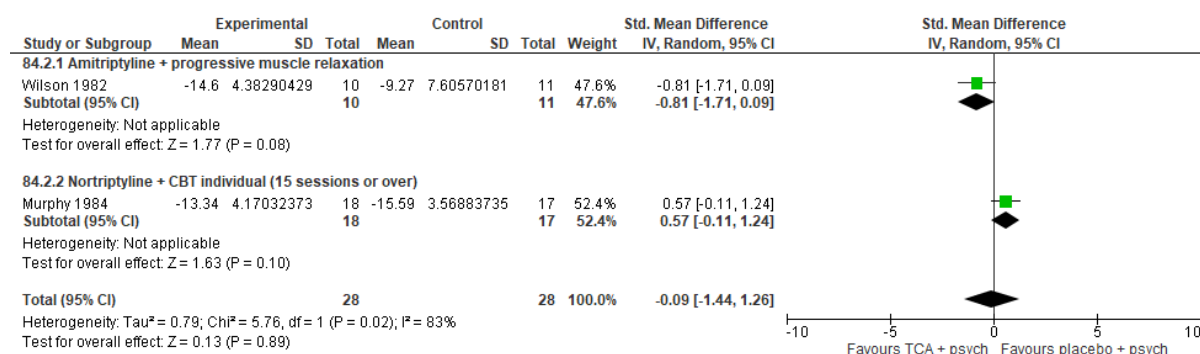 Experimental Control Std. Mean Difference Std. Mean Difference
Study or Subgroup Mean SD Total Mean SD Total Weight IV, Random, 95% CI IV, Random, 95% CI
84.2.1 Amitriptyline + progressive muscle relaxation
Wilson 1982 -14.6 4.38290429 10 -9.27 7.60570181 11 47.6% -0.81 [-1.71, 0.09]
Subtotal (95% CI) 10 11 47.6% -0.81 [-1.71, 0.09]
Heterogeneity: Not applicable
Test for overall effect: Z = 1.77 (P = 0.08)
84.2.2 Nortriptyline + CBT individual (15 sessions or over)
Murphy 1984 -13.34 4.17032373 18 -15.59 3.56883735 17 52.4% 0.57 [-0.11, 1.24]
Subtotal (95% CI) 18 17 52.4% 0.57 [-0.11, 1.24]
Heterogeneity: Not applicable
Test for overall effect: Z = 1.63 (P = 0.10)
Total (95% CI) 28 28 100.0% -0.09 [-1.44, 1.26]
Heterogeneity: Tau² = 0.79; Chi² = 5.76, df = 1 (P = 0.02); I² = 83%
Test for overall effect: Z = 0.13 (P = 0.89)
-10 -5 0 5 10
Favours TCA + psych Favours placebo + psych